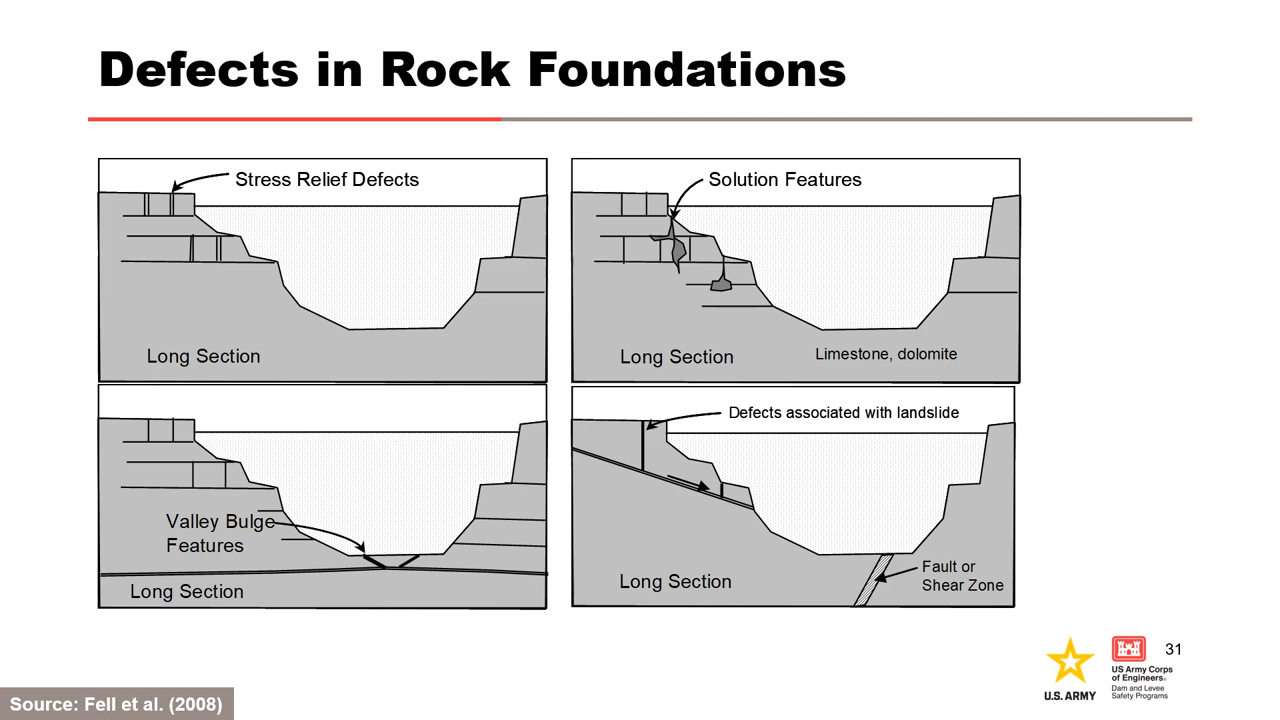 Defects in Rock Foundations
Stress Relief Defects
Long Section
Solution Features
Long Section
Limestone, dolomite
Valley Bulge
Features
Long Section
Defects associated with landslide
Long Section
Fault or
Shear Zone
31
U.S. ARMY
US Army Corps
of Engineers®
Dam and Levee
Safety Programs
Source: Fell et al. (2008)